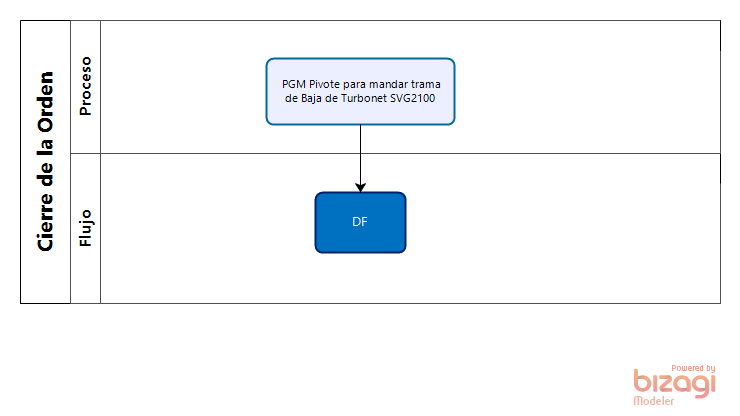 Cierre de la Orden
Proceso
PGM Pivote para mandar trama
de Baja de Turbonet SVG2100
Flujo
DF
Powered by
bizagi
Modeler